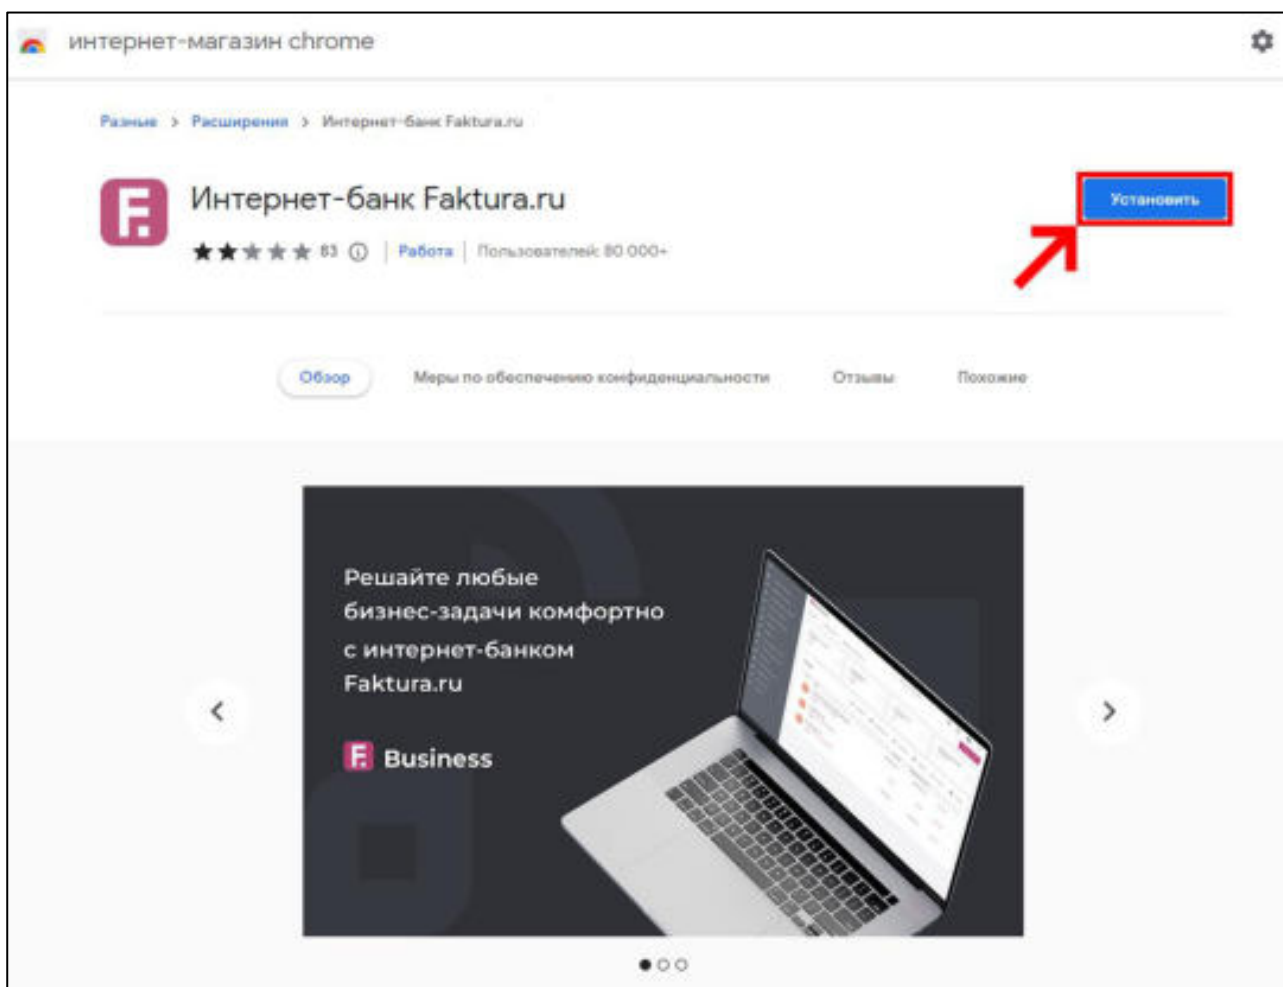 интернет-магазин chrome
Разные > Расширения > Интернет-банк Faktura.ru
F.
Интернет-банк Faktura.ru
Установить
83 | Работа | Пользователей: 80 000+
Обзор Меры по обеспечению конфиденциальности Отзывы Похожие
Решайте любые
бизнес-задачи комфортно
с интернет-банком
Faktura.ru
F. Business